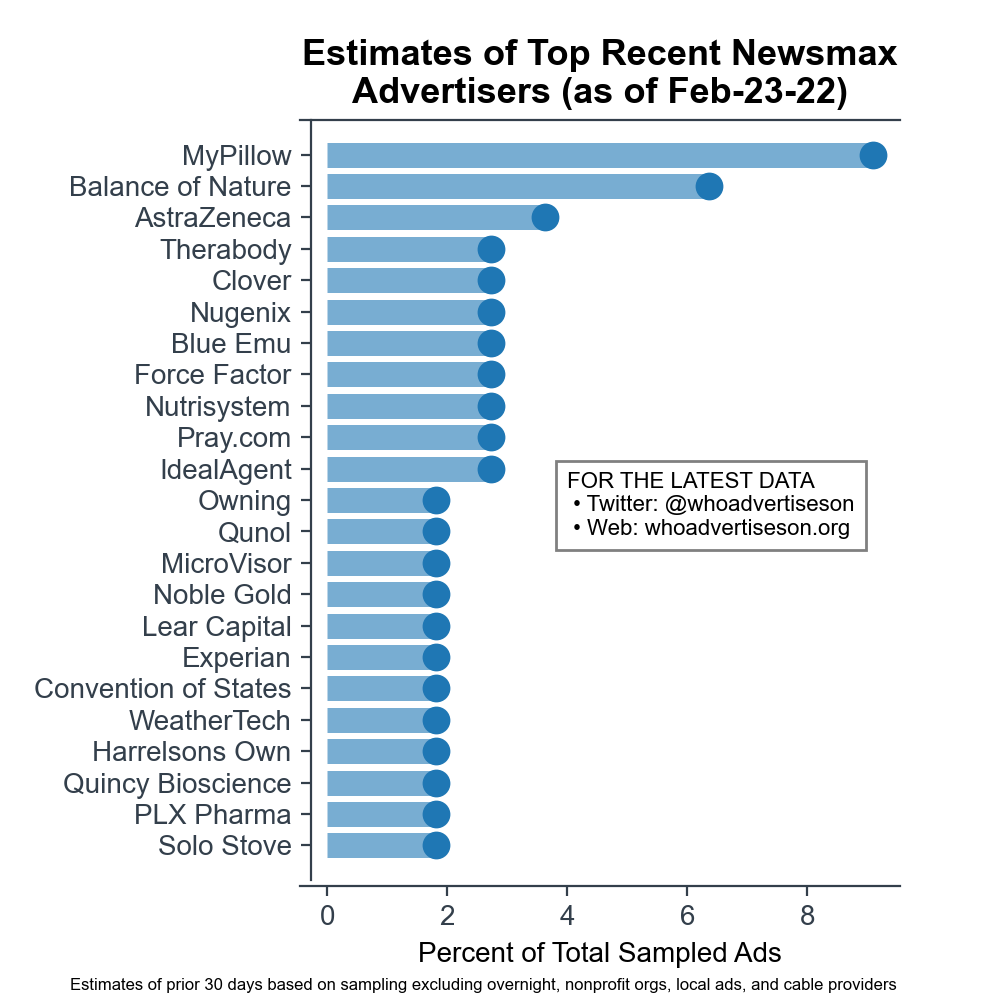 Estimates of Top Recent Newsmax
Advertisers (as of Feb-23-22)
MyPillow
Balance of Nature
AstraZeneca
Therabody
Clover
Nugenix
Blue Emu
Force Factor
Nutrisystem
Pray.com
IdealAgent
Owning
Qunol
MicroVisor
Noble Gold
Lear Capital
Experian
Convention of States
WeatherTech
Harrelsons Own
Quincy Bioscience
PLX Pharma
Solo Stove
FOR THE LATEST DATA
• Twitter: @whoadvertiseson
• Web: whoadvertiseson.org
0 2 4 6 8
Percent of Total Sampled Ads
Estimates of prior 30 days based on sampling excluding overnight, nonprofit orgs, local ads, and cable providers